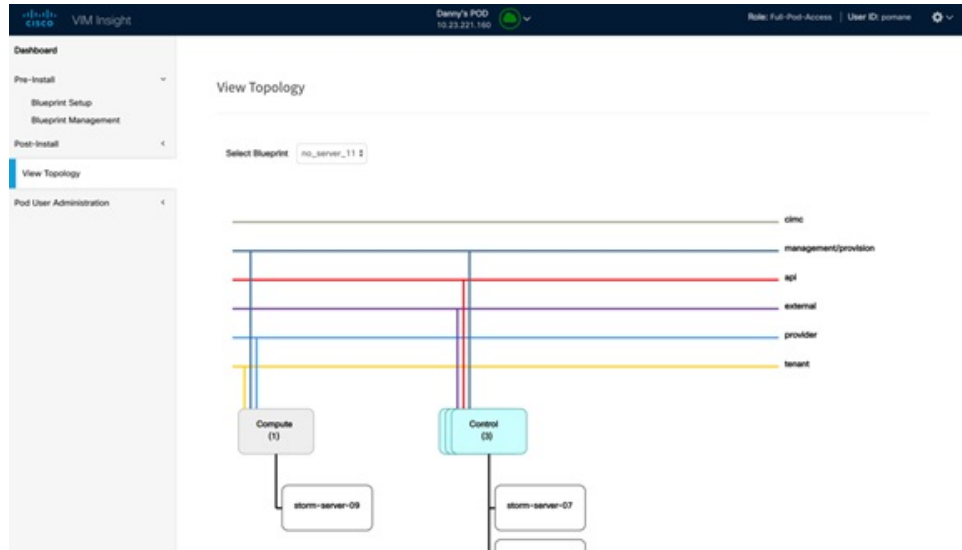 cisco VIM Insight
Danny's POD
10.23.221.160
Role: Full-Pod-Access | User ID: pomane
Dashboard
Pre-Install
Blueprint Setup
Blueprint Management
Post-Install
View Topology
Pod User Administration
View Topology
Select Blueprint no_server_11
cimc
management/provision
api
external
provider
tenant
Compute
(1)
Control
(3)
storm-server-09
storm-server-07